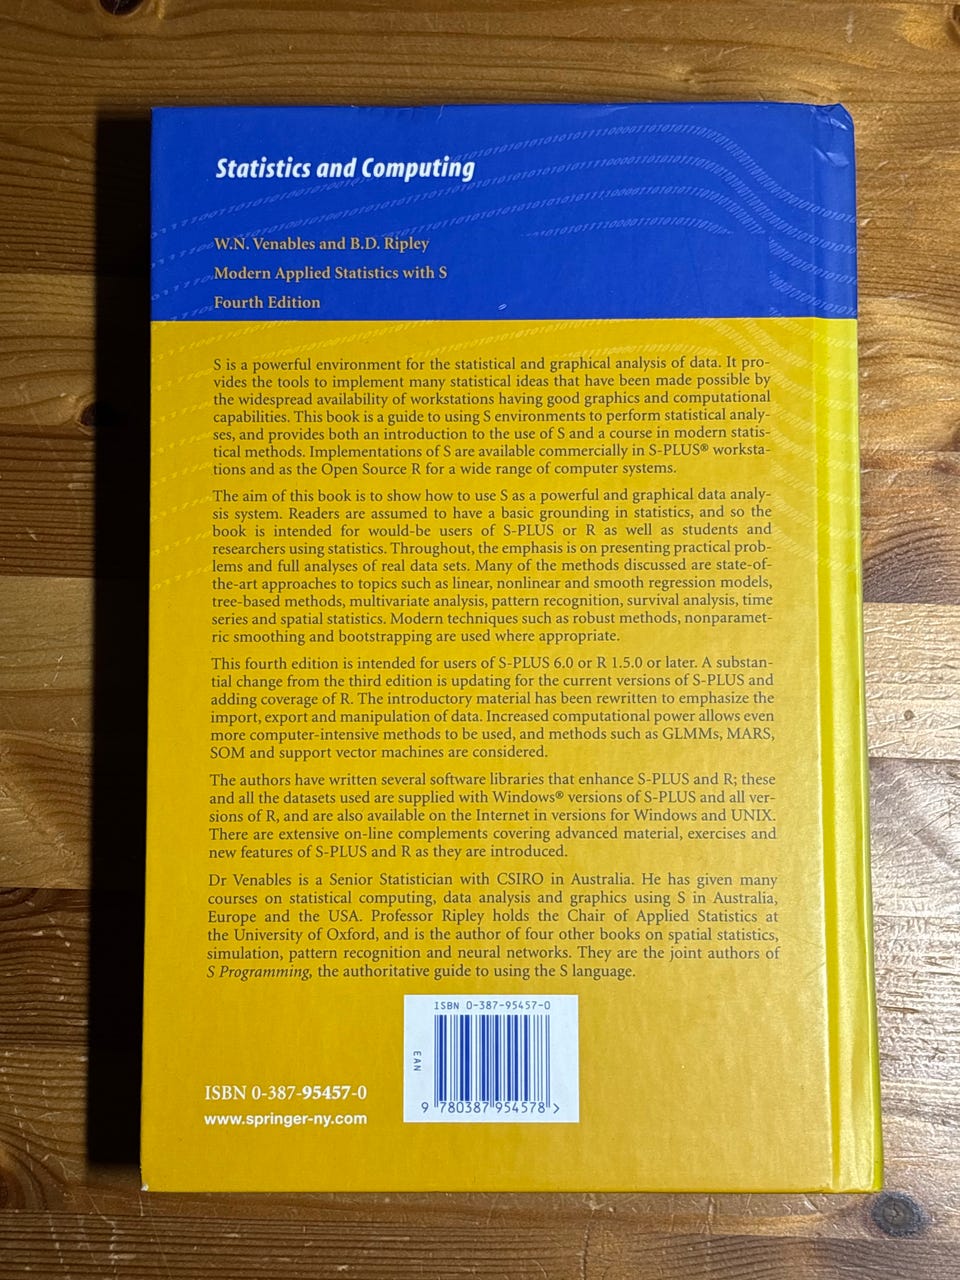 Statistics and Computing
W.N. Venables and B.D. Ripley
Modern Applied Statistics with S
Fourth Edition
S is a powerful environment for the statistical and graphical analysis of data. It pro-
vides the tools to implement many statistical ideas that have been made possible by
the widespread availability of workstations having good graphics and computational
capabilities. This book is a guide to using S environments to perform statistical analy-
ses, and provides both an introduction to the use of S and a course in modern statis-
tical methods. Implementations of S are available commercially in S-PLUS® worksta-
tions and as the Open Source R for a wide range of computer systems.
The aim of this book is to show how to use S as a powerful and graphical data analy-
sis system. Readers are assumed to have a basic grounding in statistics, and so the
book is intended for would-be users of S-PLUS or R as well as students and
researchers using statistics. Throughout, the emphasis is on presenting practical prob-
lems and full analyses of real data sets. Many of the methods discussed are state-of-
the-art approaches to topics such as linear, nonlinear and smooth regression models,
tree-based methods, multivariate analysis, pattern recognition, survival analysis, time
series and spatial statistics. Modern techniques such as robust methods, nonparamet-
ric smoothing and bootstrapping are used where appropriate.
This fourth edition is intended for users of S-PLUS 6.0 or R 1.5.0 or later. A substan-
tial change from the third edition is updating for the current versions of S-PLUS and
adding coverage of R. The introductory material has been rewritten to emphasize the
import, export and manipulation of data. Increased computational power allows even
more computer-intensive methods to be used, and methods such as GLMMs, MARS,
SOM and support vector machines are considered.
The authors have written several software libraries that enhance S-PLUS and R; these
and all the datasets used are supplied with Windows® versions of S-PLUS and all ver-
sions of R, and are also available on the Internet in versions for Windows and UNIX.
There are extensive on-line complements covering advanced material, exercises and
new features of S-PLUS and R as they are introduced.
Dr Venables is a Senior Statistician with CSIRO in Australia. He has given many
courses on statistical computing, data analysis and graphics using S in Australia,
Europe and the USA. Professor Ripley holds the Chair of Applied Statistics at
the University of Oxford, and is the author of four other books on spatial statistics,
simulation, pattern recognition and neural networks. They are the joint authors of
S Programming, the authoritative guide to using the S language.
ISBN 0-387-95457-0
EAN
9 780387 954578 >
ISBN 0-387-95457-0
www.springer-ny.com